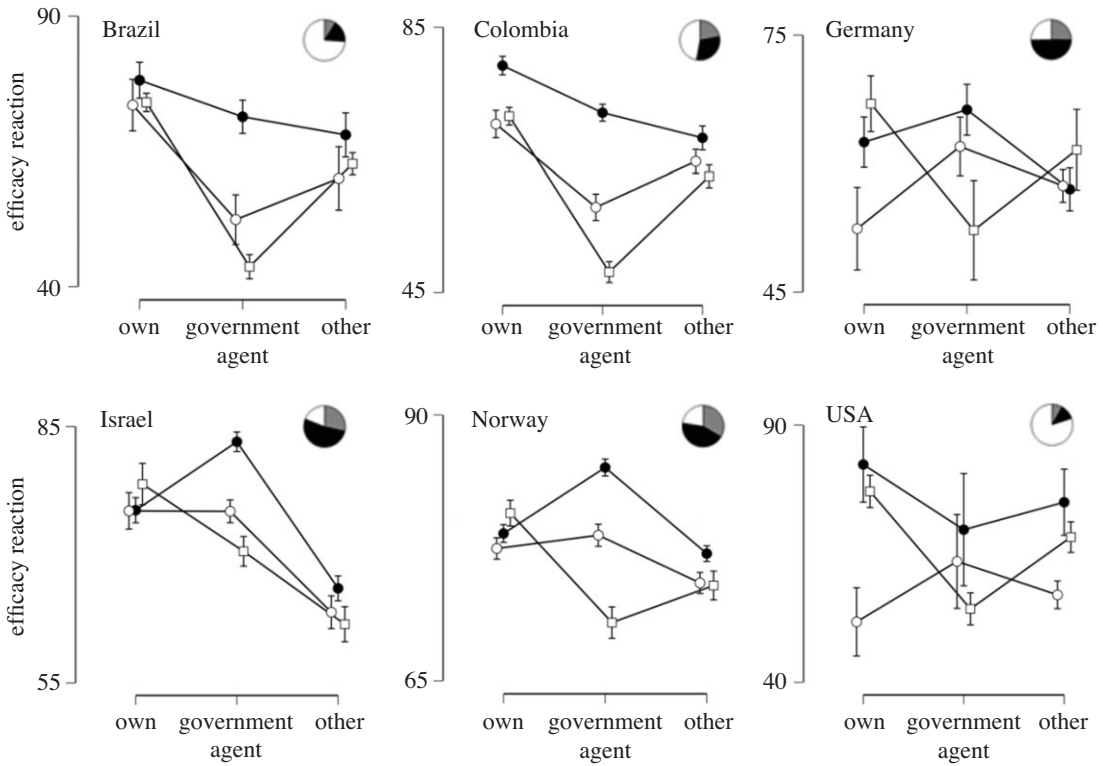 90
Brazil
efficacy reaction
40
own government other
agent
85
Colombia
45
own government other
agent
75
Germany
45
own government other
agent
85
Israel
efficacy reaction
55
own government other
agent
90
Norway
65
own government other
agent
90
USA
40
own government other
agent